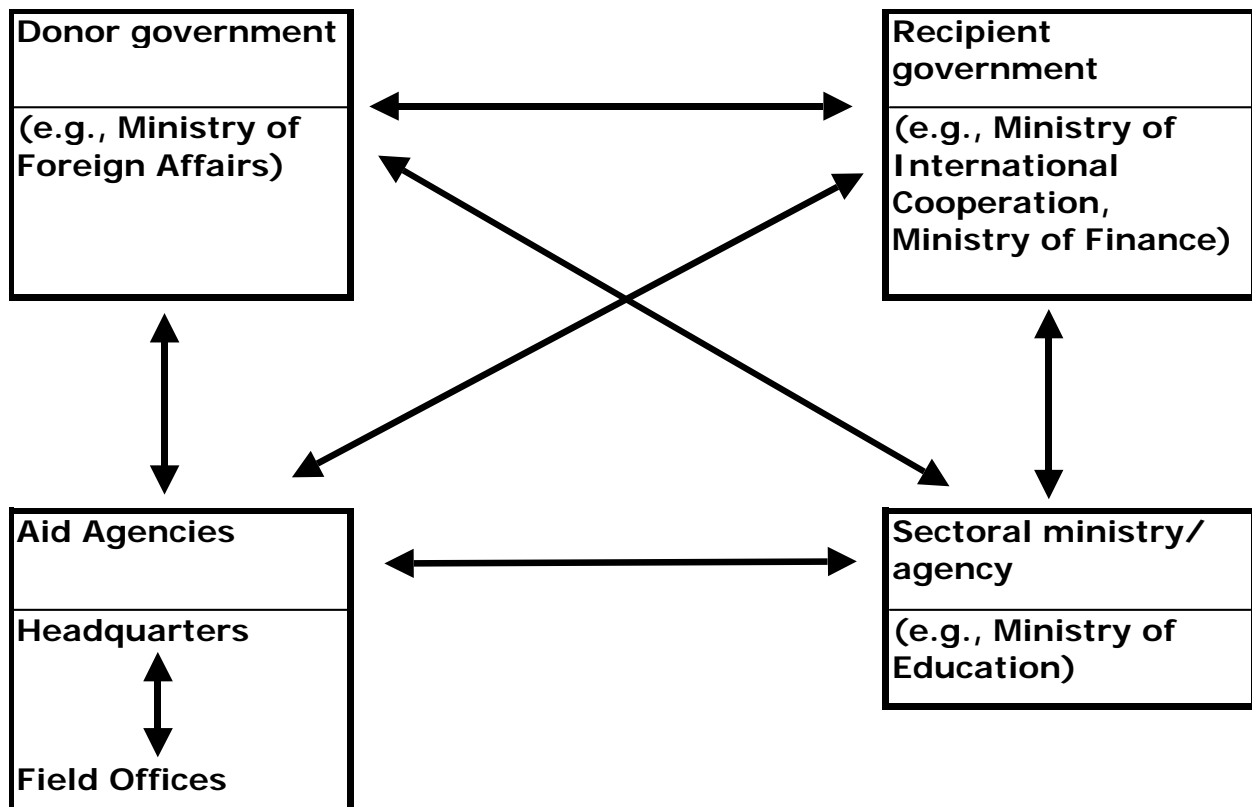 Donor government
(e.g., Ministry of
Foreign Affairs)
Recipient
government
(e.g., Ministry of
International
Cooperation,
Ministry of Finance)
Aid Agencies
Headquarters
Field Offices
Sectoral ministry/
agency
(e.g., Ministry of
Education)